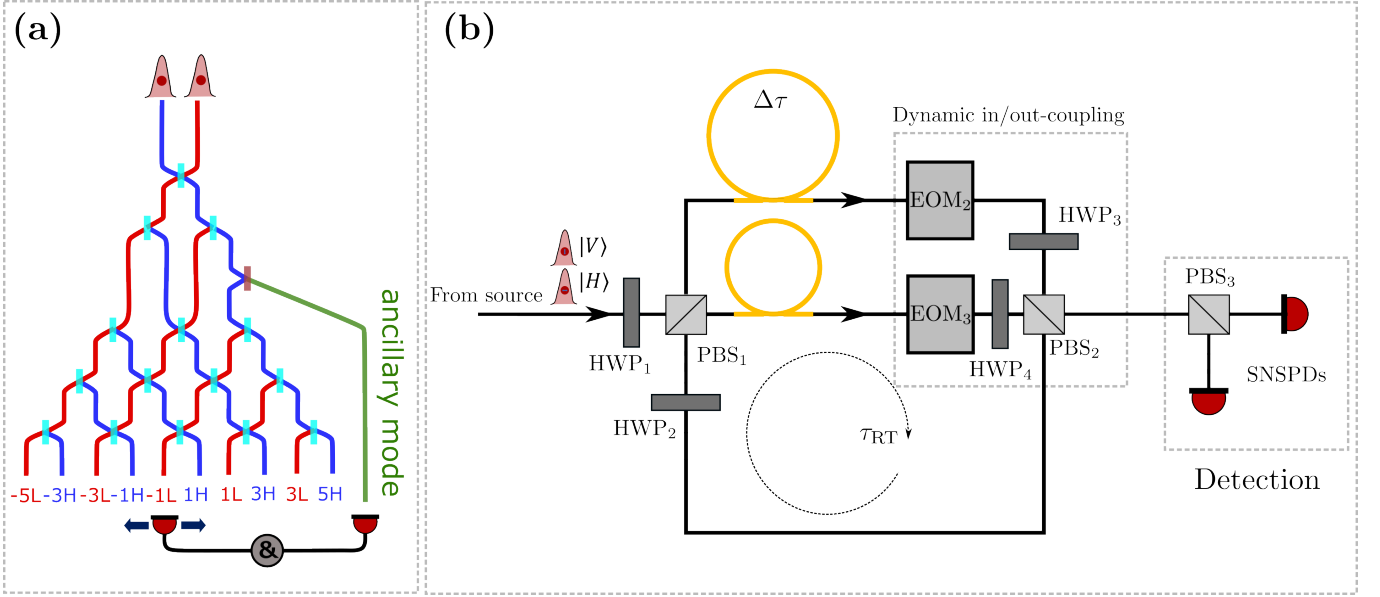 (a)
ancillary mode
-5L -3H -3L -1H -1L 1H 1L 3H 3L 5H
&
(b)
Δτ
Dynamic in/out-coupling
EOM₂
HWP₃
|V⟩
|H⟩
From source
EOM₃
PBS₃
HWP₁
PBS₁
HWP₄
PBS₂
SNSPDs
HWP₂
τRT
Detection